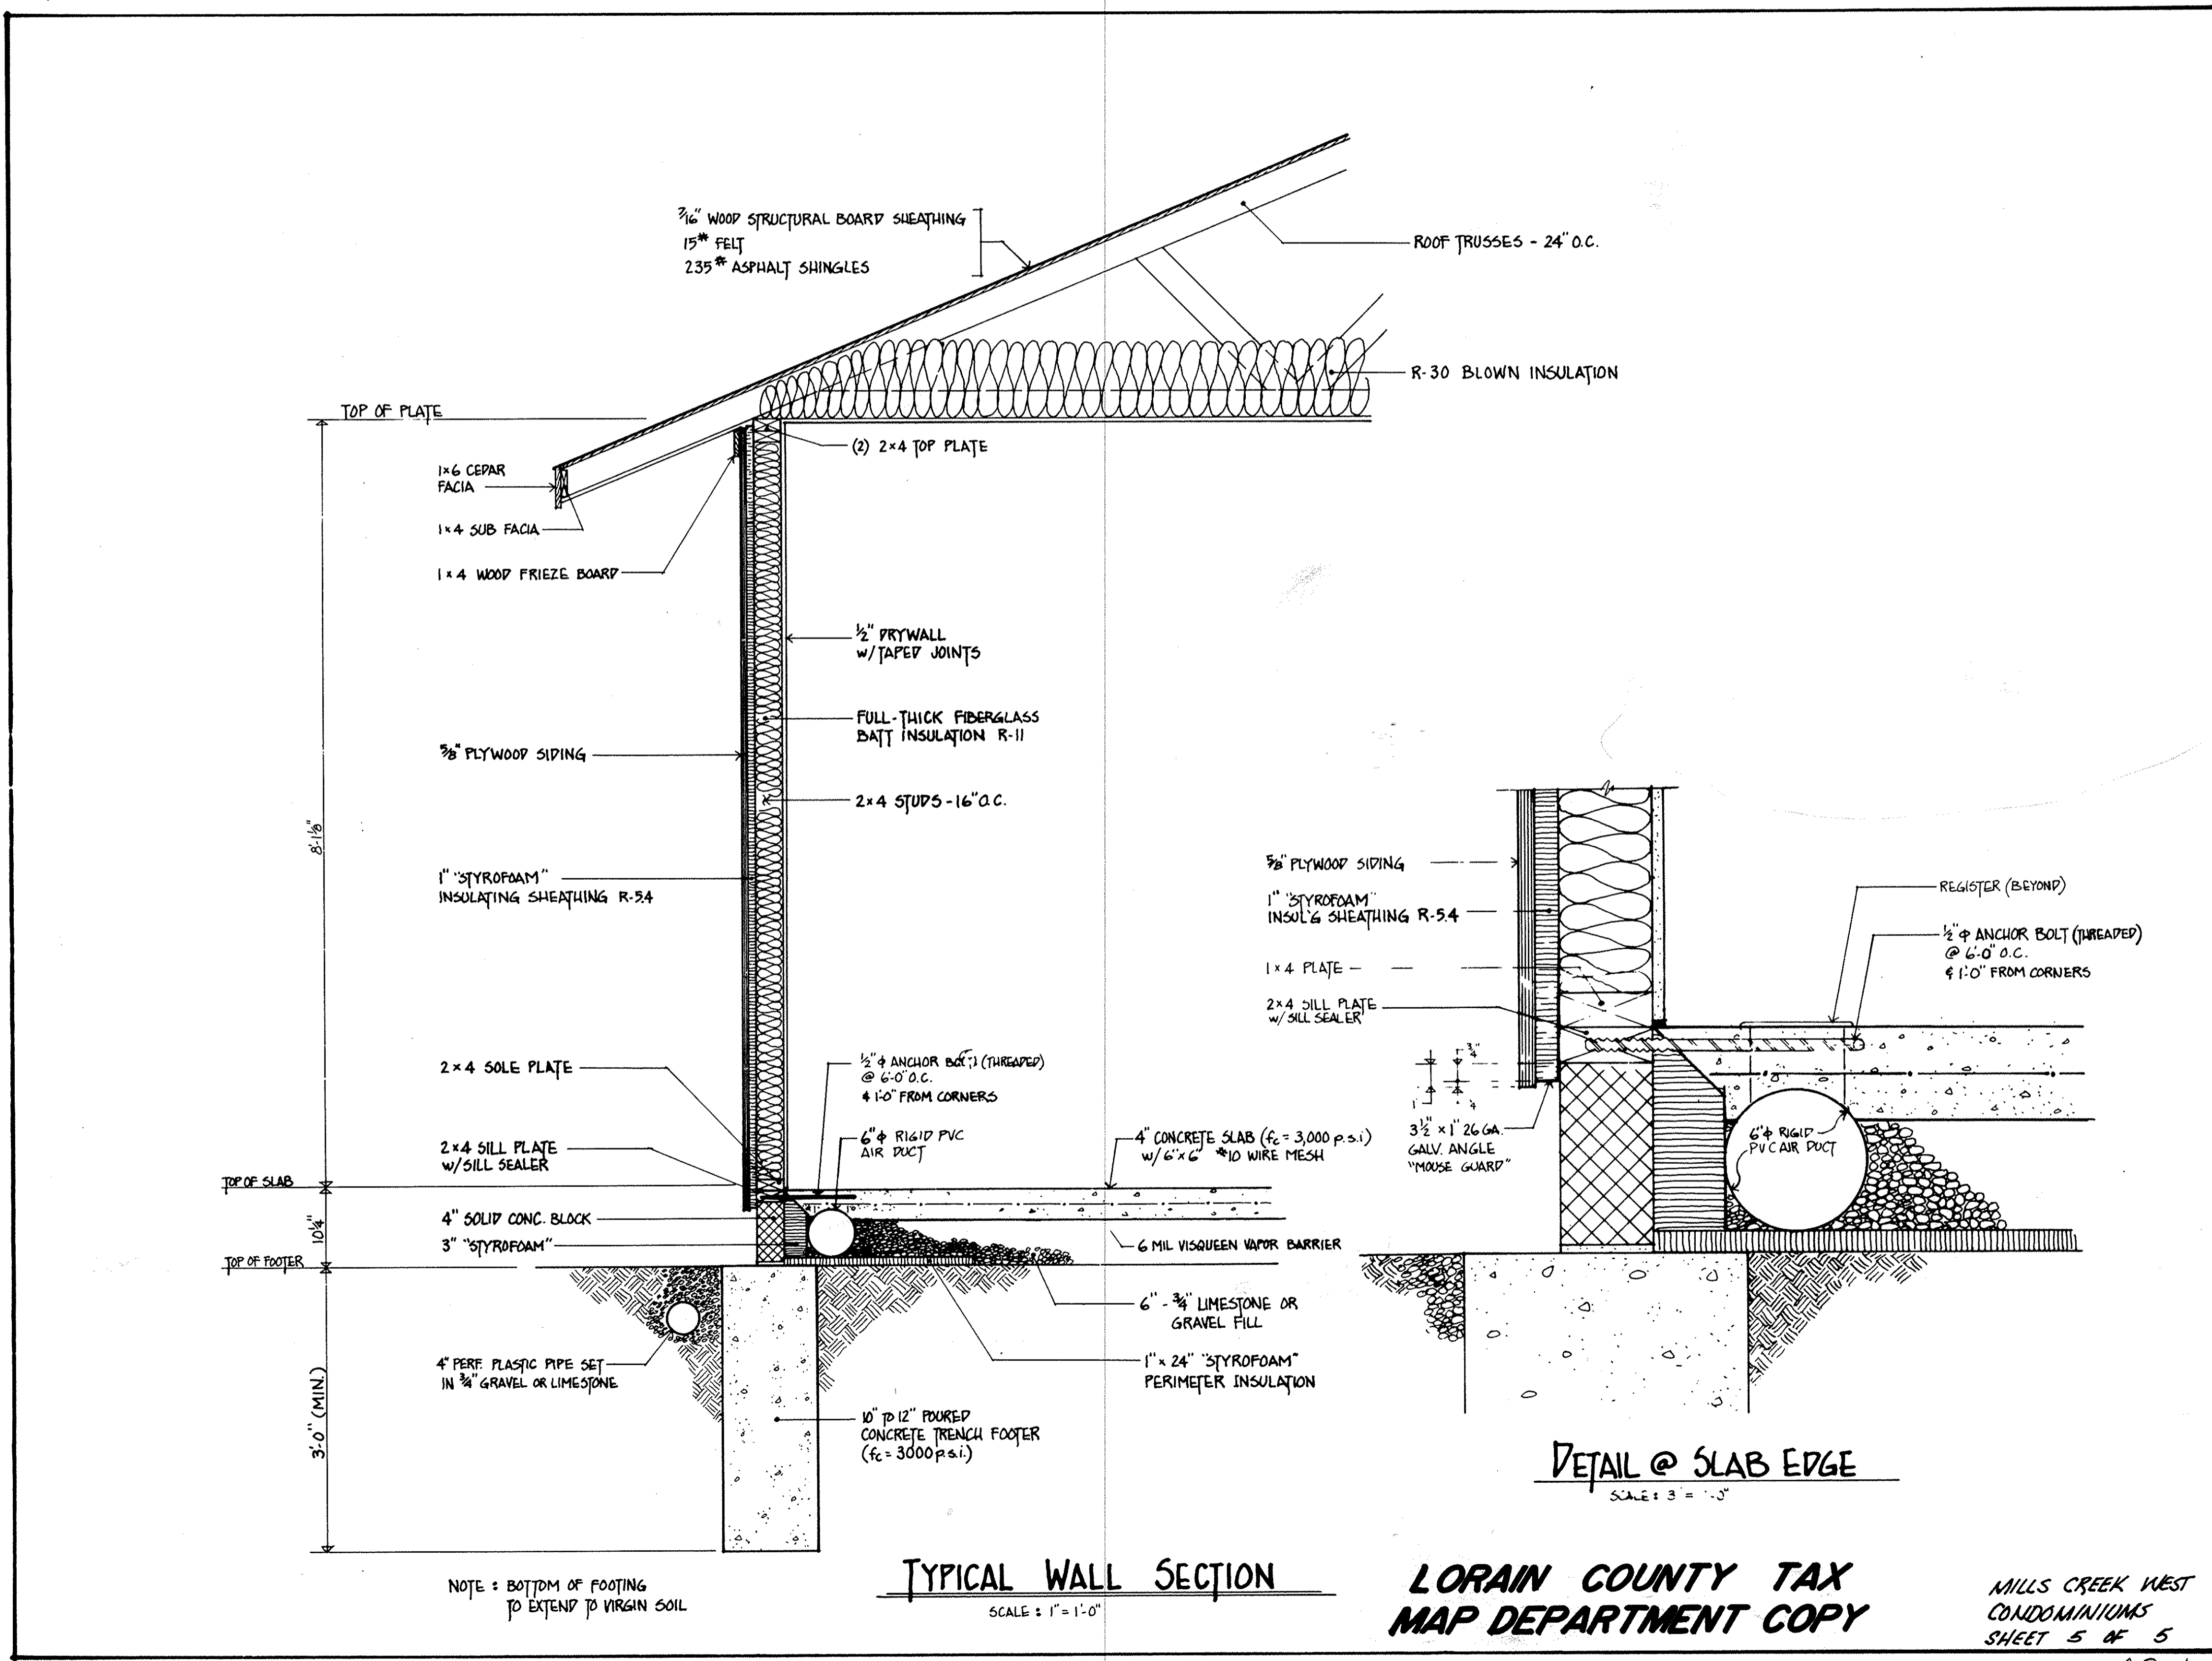 7/16" WOOD STRUCTURAL BOARD SHEATHING
15# FELT
235# ASPHALT SHINGLES
ROOF TRUSSES - 24" O.C.
R-30 BLOWN INSULATION
TOP OF PLATE
(2) 2×4 TOP PLATE
1×6 CEDAR
FACIA
1×4 SUB FACIA
1×4 WOOD FRIEZE BOARD
1/2" DRYWALL
W/TAPED JOINTS
FULL-THICK FIBERGLASS
BATT INSULATION R-11
5/8" PLYWOOD SIDING
2×4 STUDS - 16" O.C.
8'-1 1/8"
1" "STYROFOAM"
INSULATING SHEATHING R-5.4
2×4 SOLE PLATE
1/2" ϕ ANCHOR (THREADED)
@ 6'-0" O.C.
& 1'-0" FROM CORNERS
6" ϕ RIGID PVC
AIR DUCT
4" CONCRETE SLAB (fc = 3,000 p.s.i)
W/ 6"×6" #10 WIRE MESH
2×4 SILL PLATE
W/SILL SEALER
TOP OF SLAB
10 1/4"
4" SOLID CONC. BLOCK
3" "STYROFOAM"
6 MIL VISQUEEN VAPOR BARRIER
TOP OF FOOTER
6" - 3/4" LIMESTONE OR
GRAVEL FILL
4" PERF. PLASTIC PIPE SET
IN 3/4" GRAVEL OR LIMESTONE
1" × 24" "STYROFOAM"
PERIMETER INSULATION
3'-0" (MIN.)
10" TO 12" POURED
CONCRETE TRENCH FOOTER
(fc = 3000 p.s.i.)
NOTE : BOTTOM OF FOOTING
TO EXTEND TO VIRGIN SOIL
TYPICAL WALL SECTION
SCALE : 1" = 1'-0"
5/8" PLYWOOD SIDING
1" "STYROFOAM"
INSUL'G SHEATHING R-5.4
1×4 PLATE
2×4 SILL PLATE
W/ SILL SEALER
REGISTER (BEYOND)
1/2" ϕ ANCHOR BOLT (THREADED)
@ 6'-0" O.C.
& 1'-0" FROM CORNERS
3/4"
1"
3 1/2" × 1" 26 GA.
GALV. ANGLE
"MOUSE GUARD"
6" ϕ RIGID
PVC AIR DUCT
DETAIL @ SLAB EDGE
SCALE : 3" =
LORAIN COUNTY TAX
MAP DEPARTMENT COPY
MILLS CREEK WEST
CONDOMINIUMS
SHEET 5 OF 5